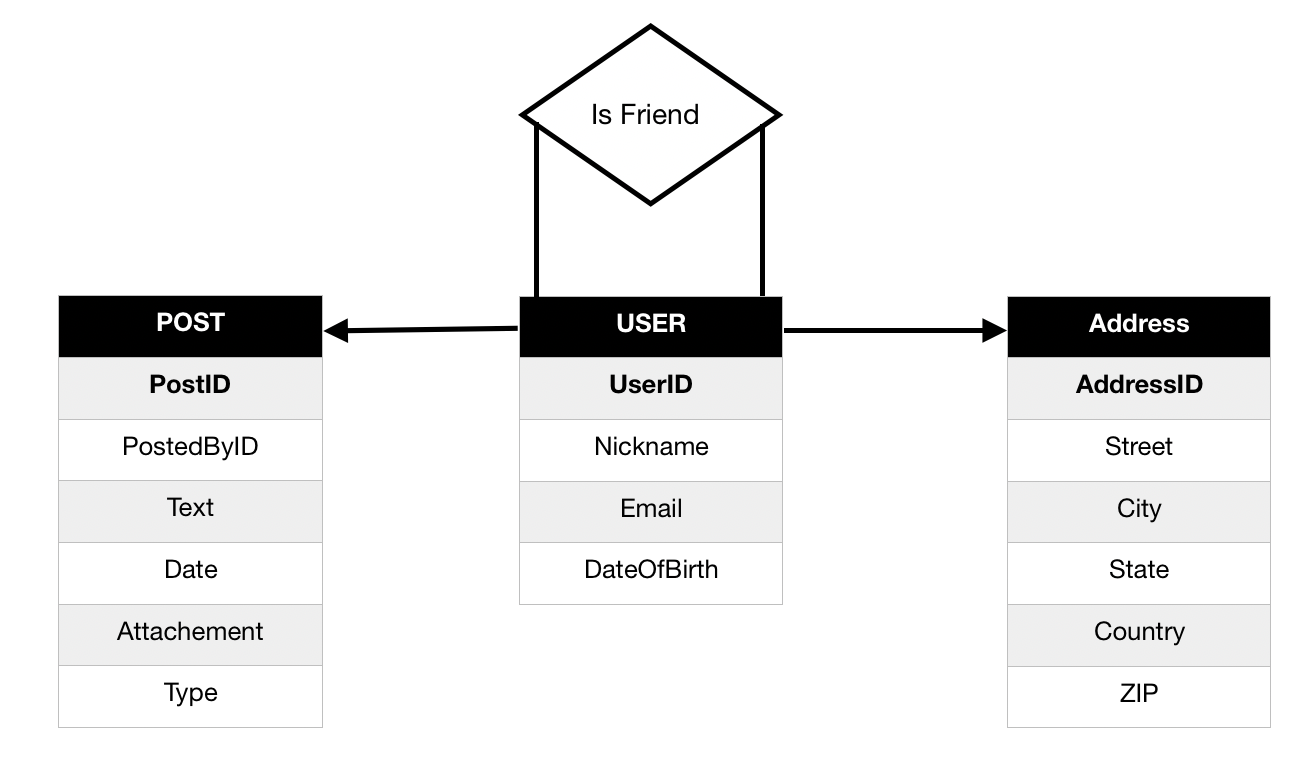 Is Friend
POST
PostID
PostedByID
Text
Date
Attachement
Type
USER
UserID
Nickname
Email
DateOfBirth
Address
AddressID
Street
City
State
Country
ZIP